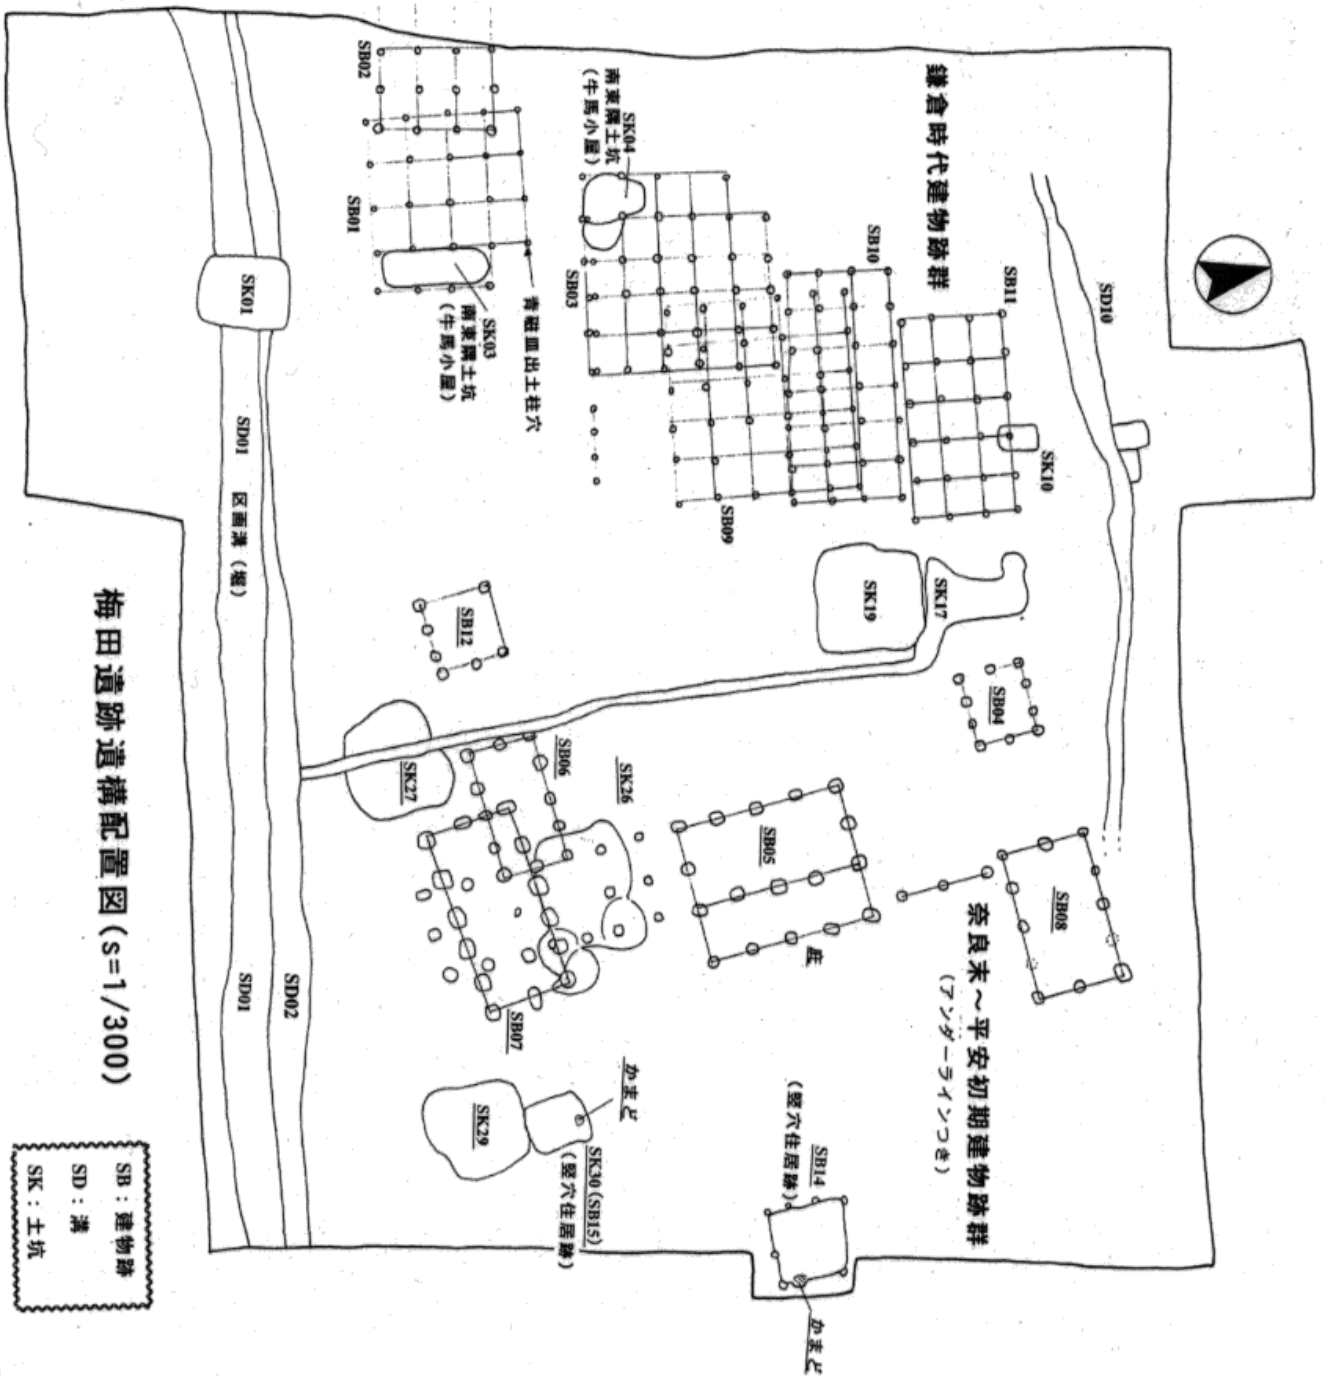 梅田遺跡遺構配置図(s=1/300)
鎌倉時代建物跡群
奈良末～平安初期建物跡群
(アンダーラインつき)
SB02
SB01
SK04
南東隅土坑
(牛馬小屋)
SK03
南東隅土坑
(牛馬小屋)
青磁皿出土柱穴
SB03
SB10
SB11
SD10
SK10
SB09
SK01
SD01 区画溝(堀)
SB12
SK19
SK17
SB04
SK27
SB06
SK26
SB05
庇
SB08
SB07
SD01
SD02
SK29
かまど
SK30(SB15)
(竪穴住居跡)
SB14
(竪穴住居跡)
かまど
SB：建物跡
SD：溝
SK：土坑